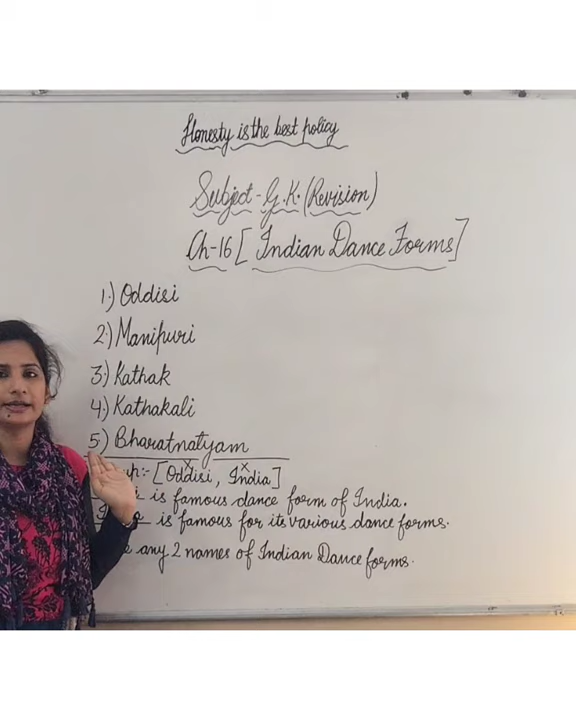 Honesty is the best policy
Subject - G.K. (Revision)
Ch-16 [ Indian Dance Forms ]
1.) Oddisi
2.) Manipuri
3.) Kathak
4.) Kathakali
5) Bharatnatyam
:- [Oddisi, India]
is famous dance form of India.
is famous for its various dance forms.
any 2 names of Indian Dance forms.